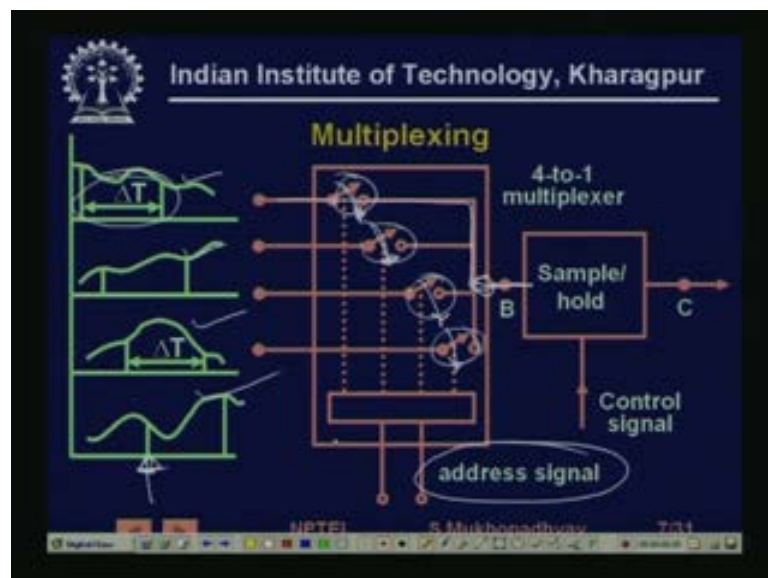 Indian Institute of Technology, Kharagpur
Multiplexing
4-to-1
multiplexer
ΔT
Sample/
hold
B
C
ΔT
Control
signal
address signal
NPTEL S.Mukhopadhyay 7/31